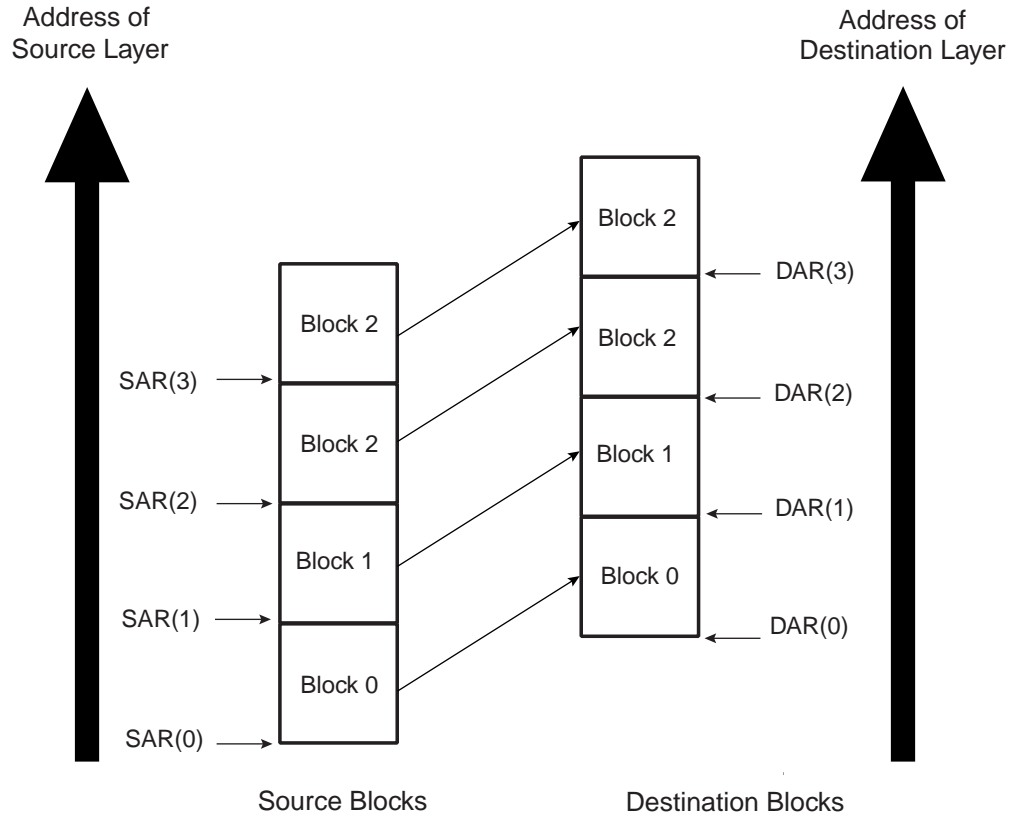 Address of
Source Layer
Address of
Destination Layer
Block 2
DAR(3)
Block 2
Block 2
SAR(3)
DAR(2)
Block 2
Block 1
SAR(2)
DAR(1)
Block 1
Block 0
SAR(1)
DAR(0)
Block 0
SAR(0)
Source Blocks
Destination Blocks